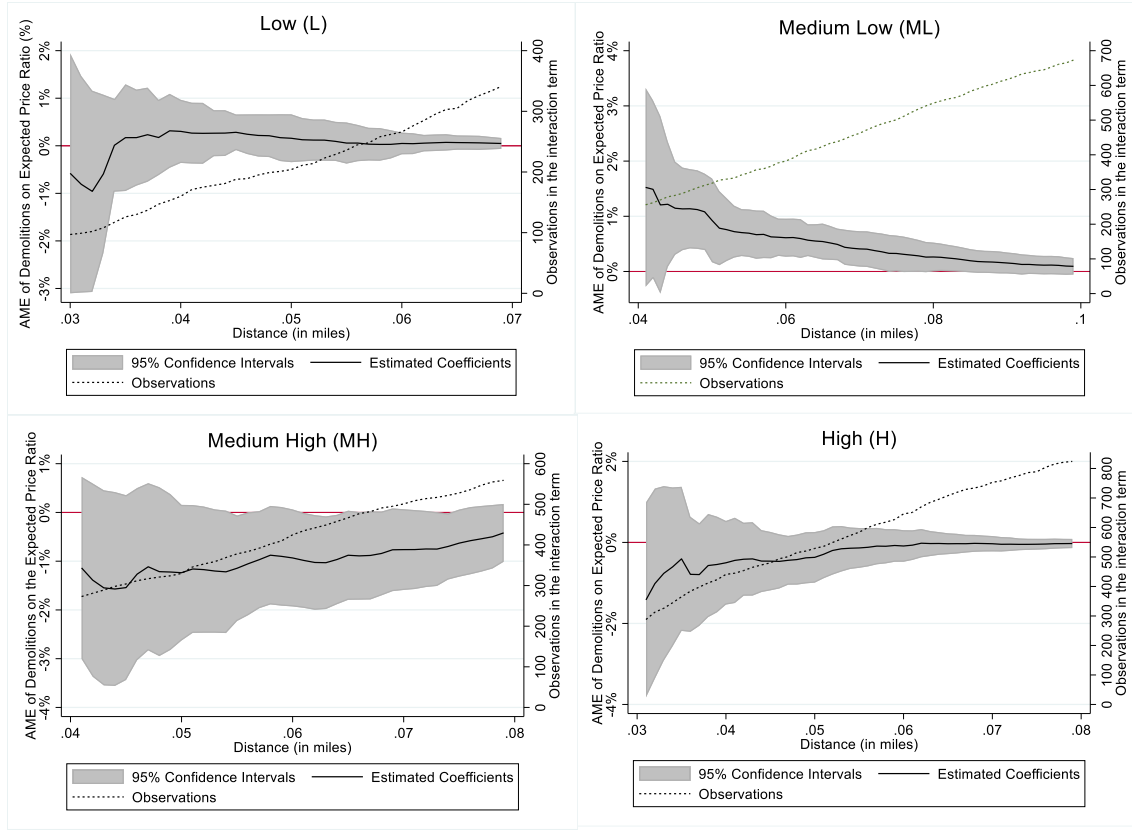 Low (L)
AME of Demolitions on Expected Price Ratio (%)
2%
1%
0%
-1%
-2%
-3%
400
300
200
100
0
Observations in the interaction term
.03 .04 .05 .06 .07
Distance (in miles)
95% Confidence Intervals Estimated Coefficients
Observations
Medium Low (ML)
AME of Demolitions on Expected Price Ratio
4%
3%
2%
1%
0%
700
600
500
400
300
200
100
0
Observations in the interaction term
.04 .06 .08 .1
Distance (in miles)
95% Confidence Intervals Estimated Coefficients
Observations
Medium High (MH)
AME of Demolitions on the Expected Price Ratio
1%
0%
-1%
-2%
-3%
-4%
600
500
400
300
200
100
0
Observations in the interaction term
.04 .05 .06 .07 .08
Distance (in miles)
95% Confidence Intervals Estimated Coefficients
Observations
High (H)
AME of Demolitions on Expected Price Ratio
2%
0%
-2%
-4%
800
700
600
500
400
300
200
100
0
Observations in the interaction term
.03 .04 .05 .06 .07 .08
Distance (in miles)
95% Confidence Intervals Estimated Coefficients
Observations